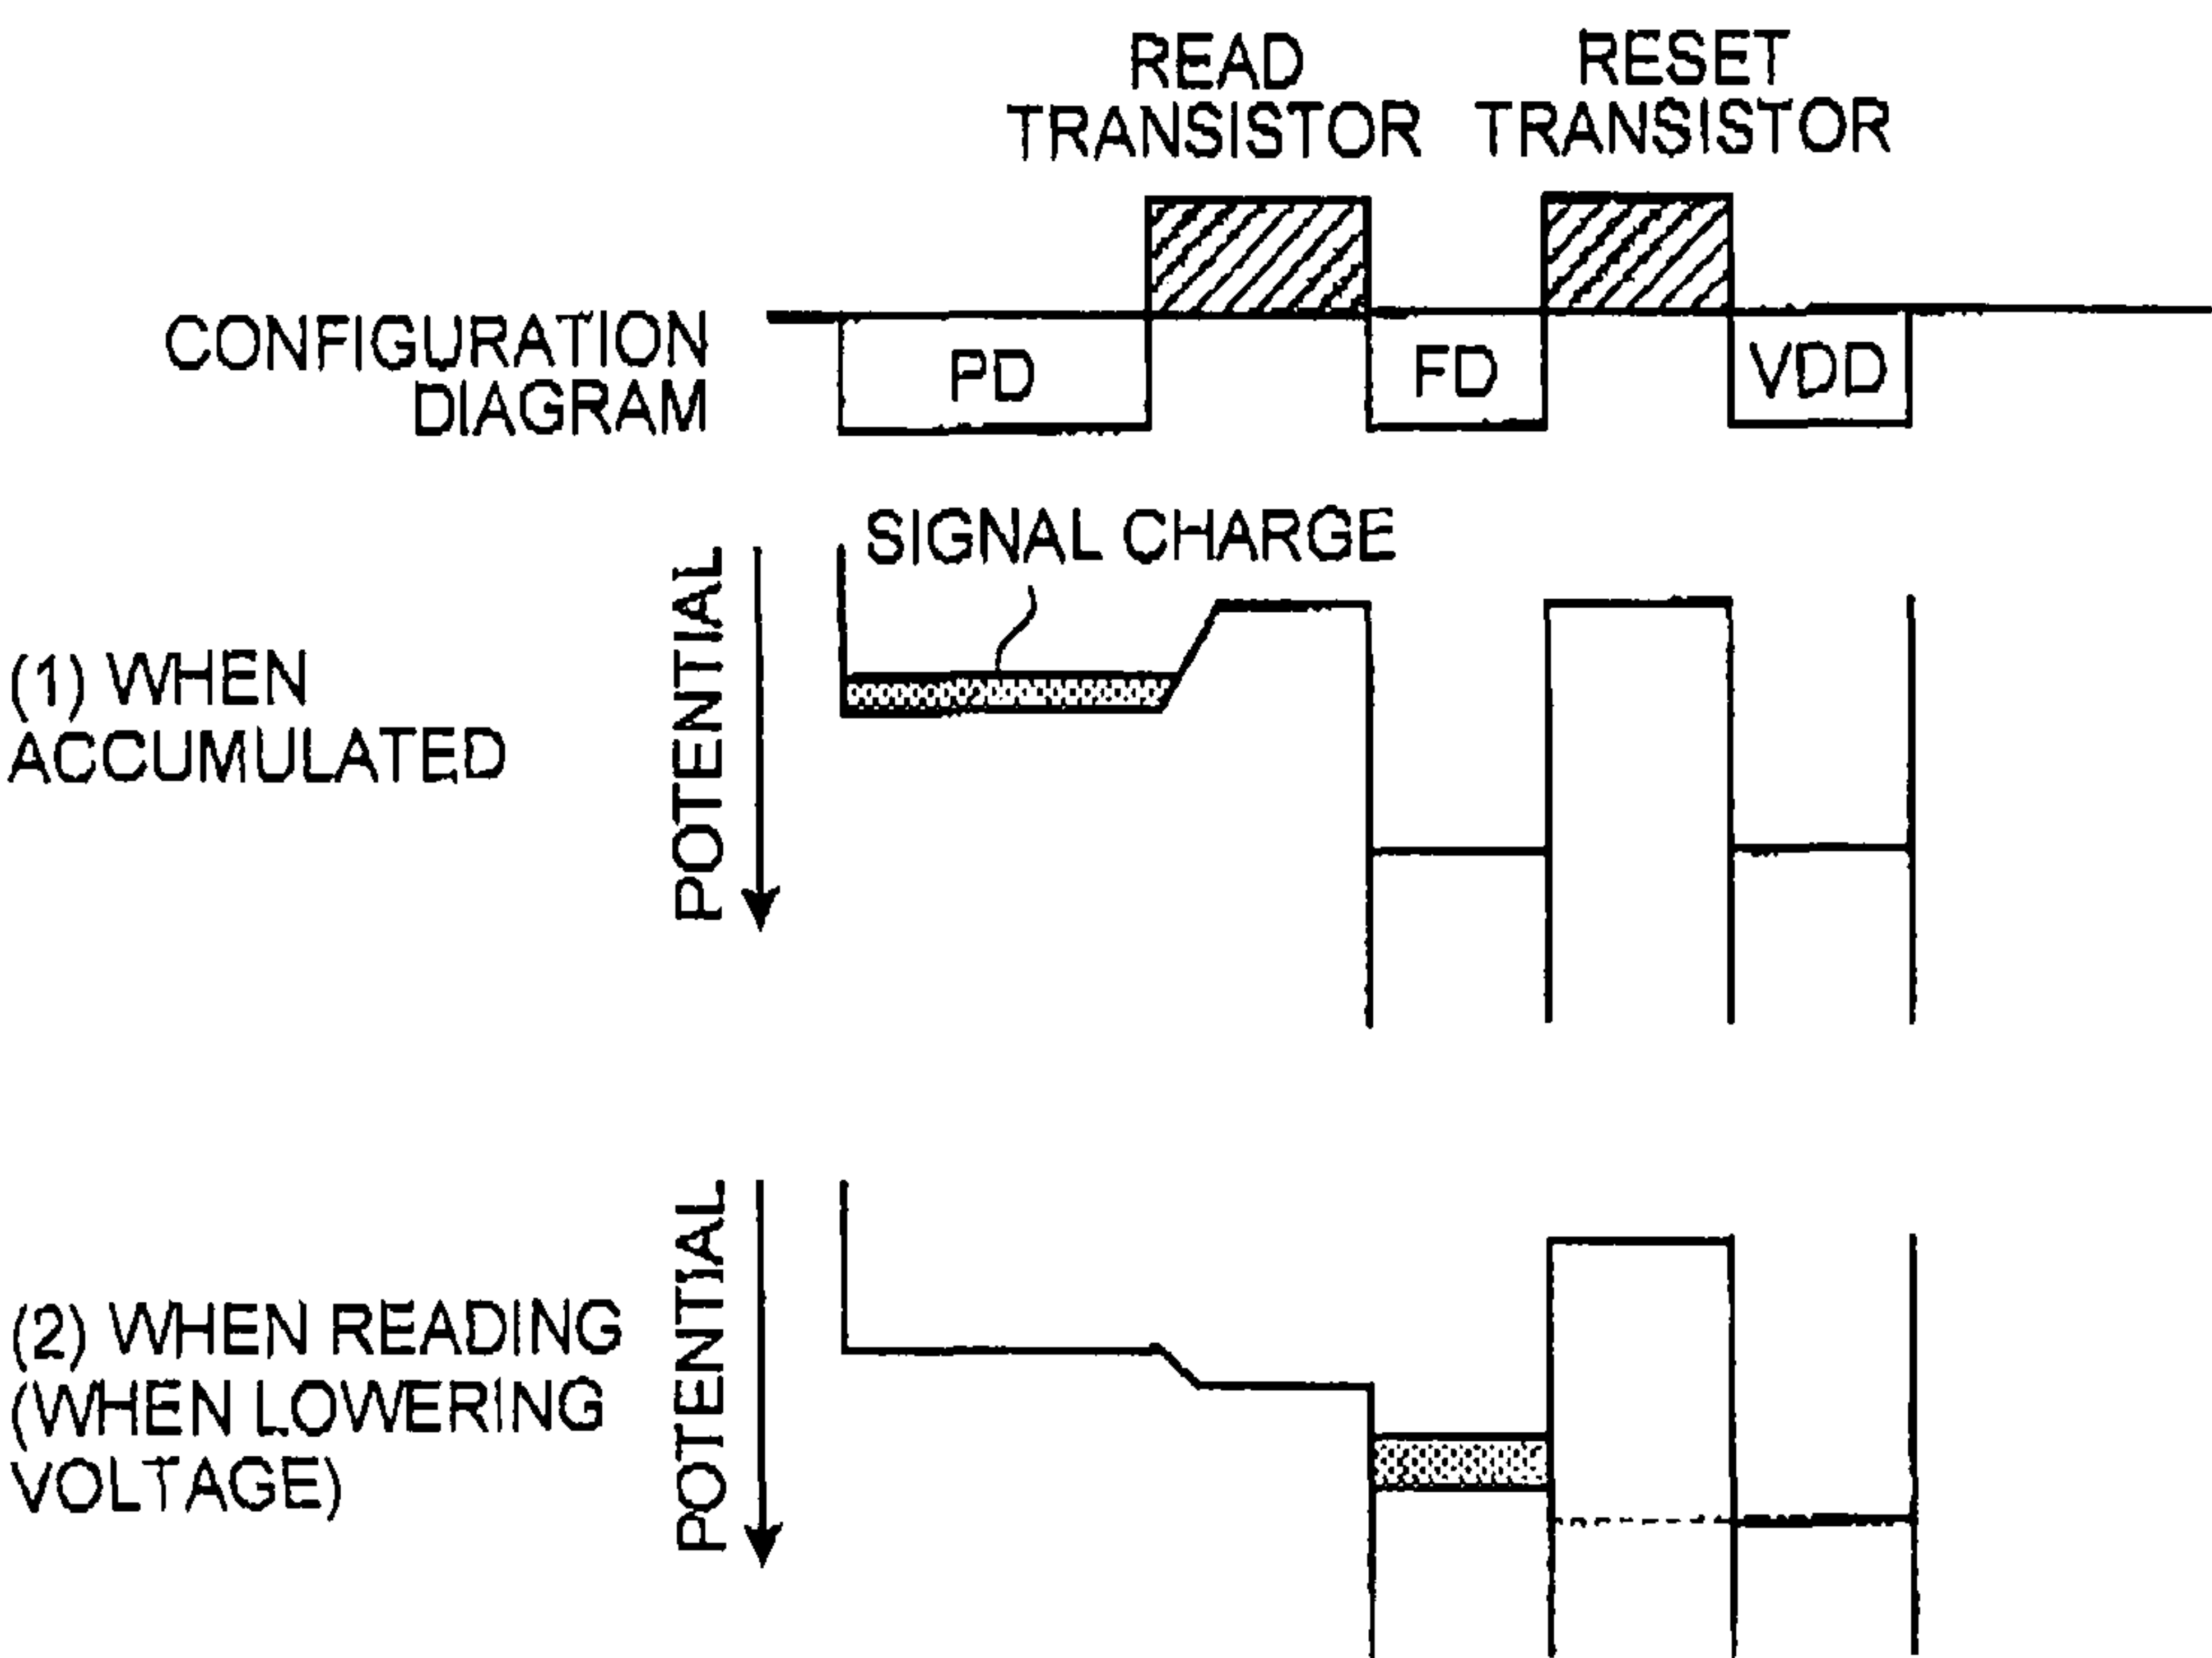 READ
TRANSISTOR
RESET
TRANSISTOR
CONFIGURATION
DIAGRAM
PD
FD
VDD
SIGNAL CHARGE
POTENTIAL
(1) WHEN
ACCUMULATED
POTENTIAL
(2) WHEN READING
(WHEN LOWERING
VOLTAGE)